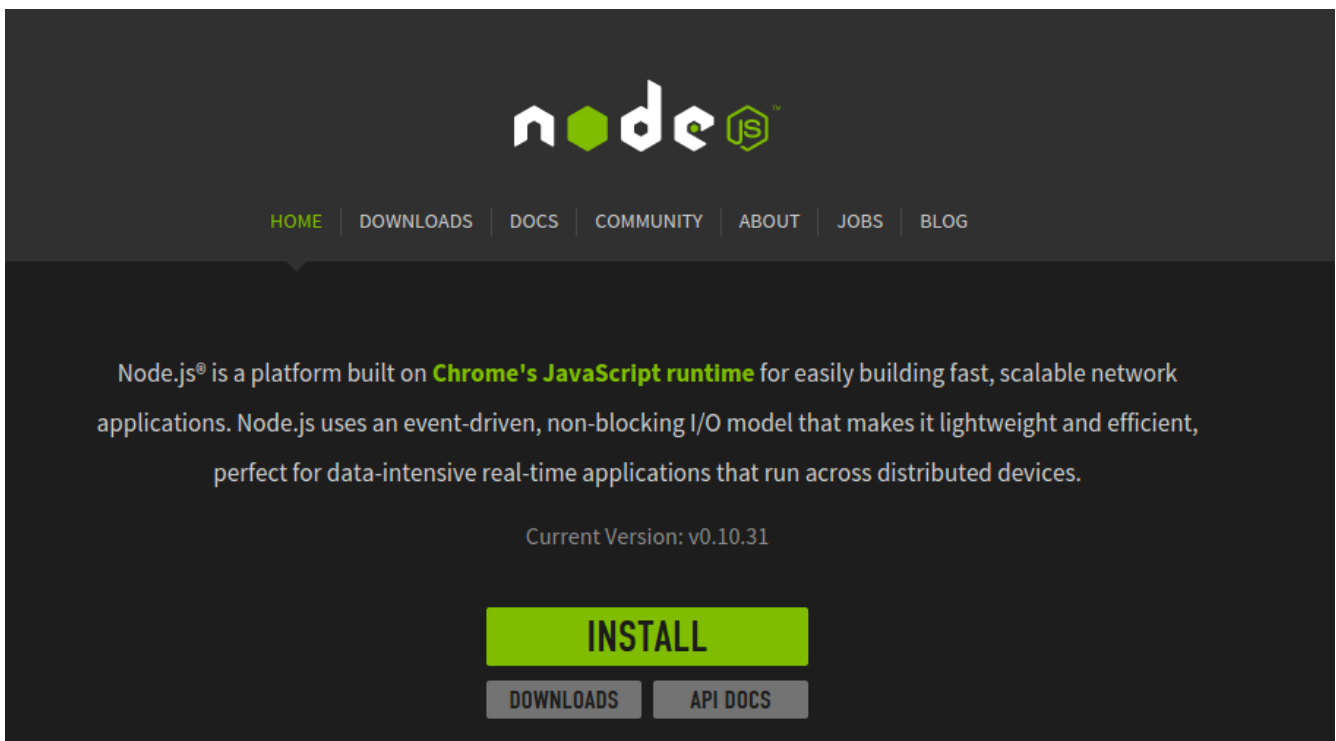 node JS™
HOME DOWNLOADS DOCS COMMUNITY ABOUT JOBS BLOG
Node.js® is a platform built on Chrome's JavaScript runtime for easily building fast, scalable network
applications. Node.js uses an event-driven, non-blocking I/O model that makes it lightweight and efficient,
perfect for data-intensive real-time applications that run across distributed devices.
Current Version: v0.10.31
INSTALL
DOWNLOADS API DOCS